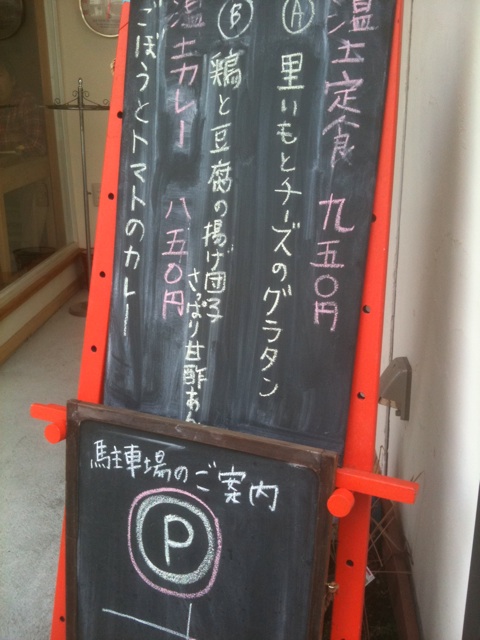 温土定食 九五〇円
Ⓐ 里いもとチーズのグラタン
Ⓑ 鶏と豆腐の揚げ団子
さっぱり甘酢あん
温土カレー 八五〇円
ごぼうとトマトのカレー
駐車場のご案内
P